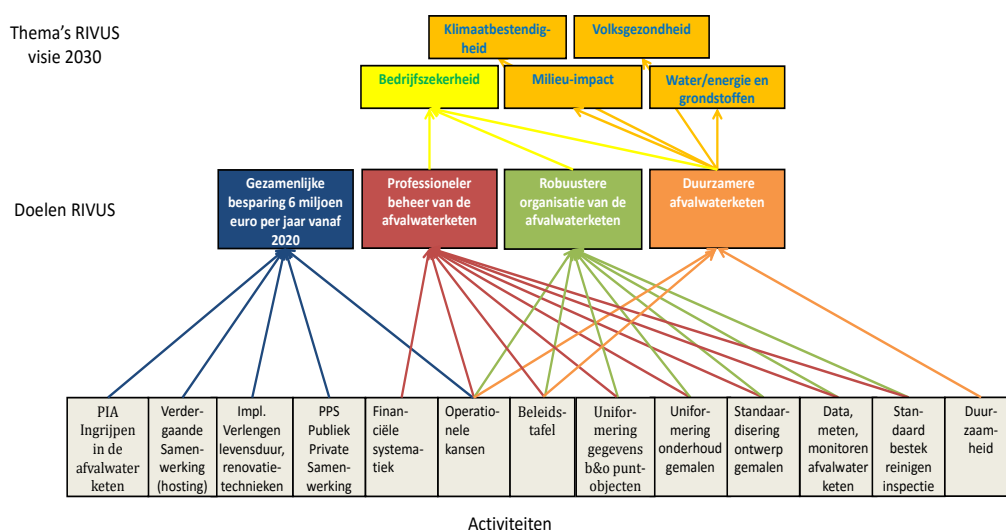 Thema's RIVUS
visie 2030
Klimaatbestendig-
heid
Volksgezondheid
Bedrijfszekerheid
Milieu-impact
Water/energie en
grondstoffen
Doelen RIVUS
Gezamenlijke
besparing 6 miljoen
euro per jaar vanaf
2020
Professioneler
beheer van de
afvalwaterketen
Robuustere
organisatie van de
afvalwaterketen
Duurzamere
afvalwaterketen
PIA
Ingrijpen
in de
afvalwater
keten
Verder-
gaande
Samen-
werking
(hosting)
Impl.
Verlengen
levensduur,
renovatie-
technieken
PPS
Publiek
Private
Samen-
werking
Finan-
ciële
systema-
tiek
Operatio-
nele
kansen
Beleids-
tafel
Unifor-
mering
gegevens
b&o punt-
objecten
Unifor-
mering
onderhoud
gemalen
Standaar-
disering
ontwerp
gemalen
Data,
meten,
monitoren
afvalwater
keten
Stan-
daard
bestek
reinigen
inspectie
Duur-
zaam-
heid
Activiteiten